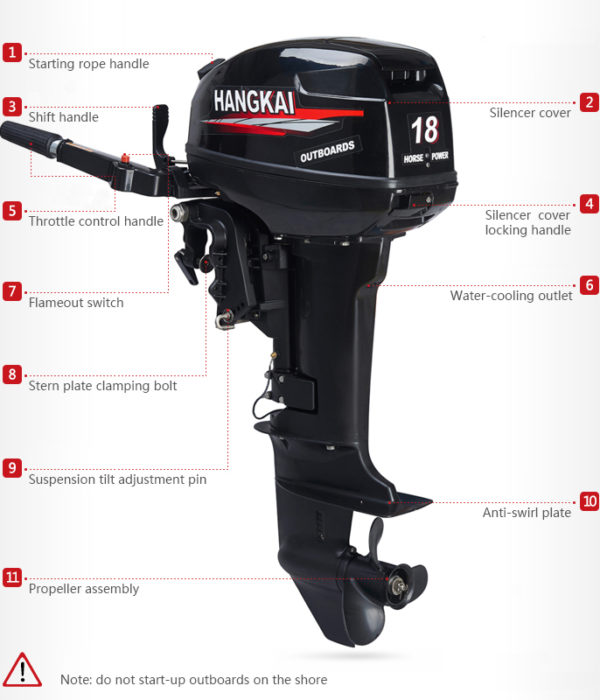 1
Starting rope handle
2
Silencer cover
3
Shift handle
HANGKAI
18
HORSE POWER
OUTBOARDS
4
Silencer cover
locking handle
5
Throttle control handle
6
Water-cooling outlet
7
Flameout switch
8
Stern plate clamping bolt
9
Suspension tilt adjustment pin
10
Anti-swirl plate
11
Propeller assembly
!
Note: do not start-up outboards on the shore